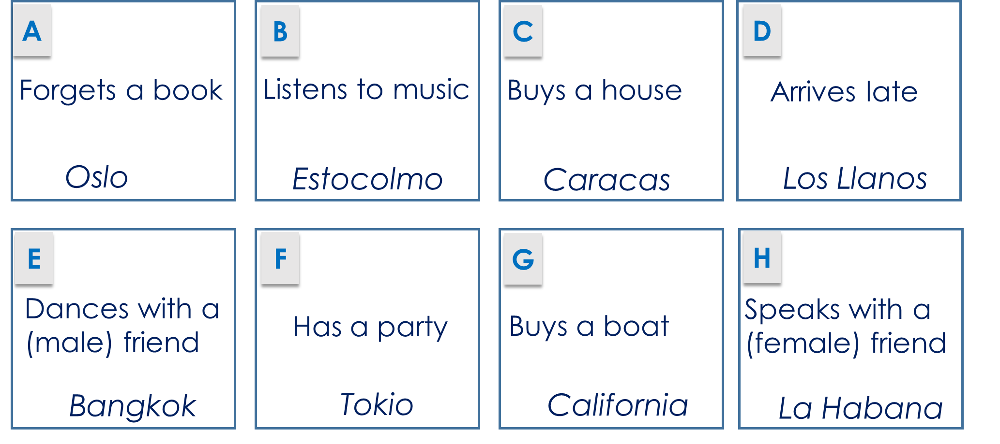 A
Forgets a book
Oslo
B
Listens to music
Estocolmo
C
Buys a house
Caracas
D
Arrives late
Los Llanos
E
Dances with a
(male) friend
Bangkok
F
Has a party
Tokio
G
Buys a boat
California
H
Speaks with a
(female) friend
La Habana